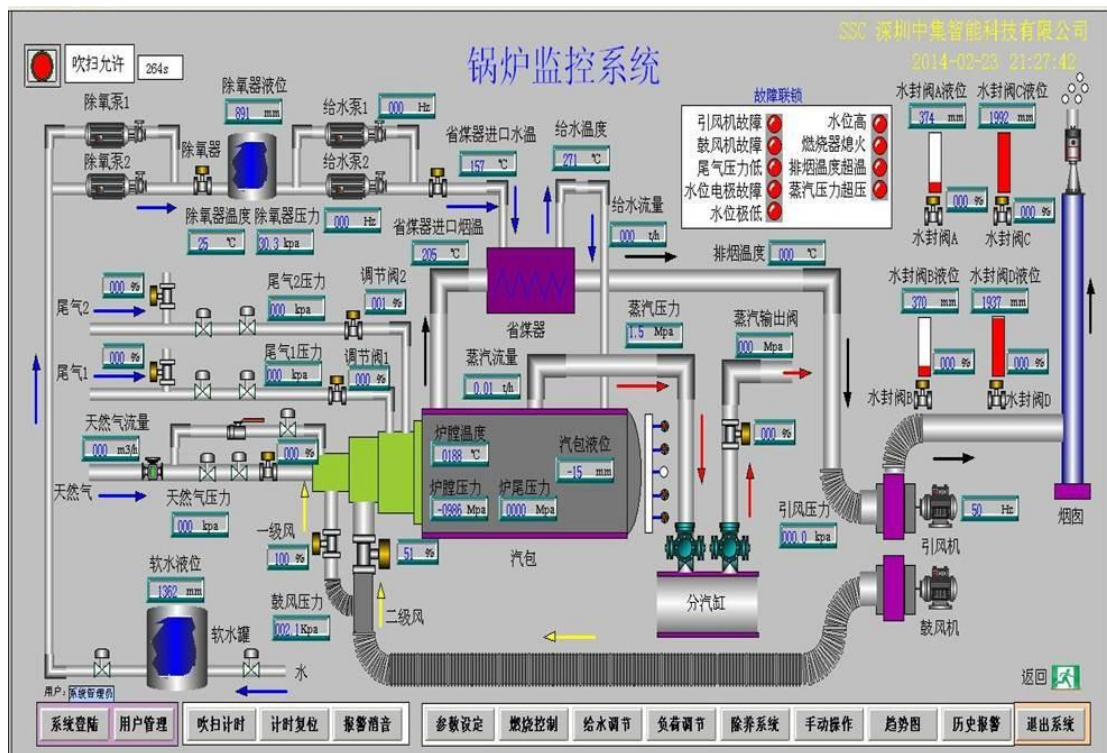 SSC 深圳中集智能科技有限公司
2014-02-23 21:27:42
锅炉监控系统
吹扫允许
264s
除氧泵1
除氧器液位
891 mm
给水泵1
000 Hz
除氧泵2
除氧器
给水泵2
000 Hz
除氧器温度
25 ℃
除氧器压力
30.3 kpa
省煤器进口水温
157 ℃
给水温度
271 ℃
省煤器进口烟温
205 ℃
给水流量
000 t/h
排烟温度
000 ℃
省煤器
故障联锁
引风机故障
水位高
鼓风机故障
燃烧器熄火
尾气压力低
排烟温度超温
水位电极故障
蒸汽压力超压
水位极低
水封阀A液位
374 mm
水封阀C液位
1992 mm
000 %
000 %
水封阀A
水封阀C
水封阀B液位
370 mm
水封阀D液位
1937 mm
000 %
000 %
水封阀B
水封阀D
000 %
尾气2
尾气2压力
000 kpa
调节阀2
001 %
000 %
尾气1
尾气1压力
000 kpa
调节阀1
000 %
蒸汽压力
1.5 Mpa
蒸汽流量
0.01 t/h
蒸汽输出阀
000 Mpa
000 %
天然气流量
000 m3/h
000 %
天然气
天然气压力
000 kpa
炉膛温度
0188 ℃
汽包液位
-15 mm
炉膛压力
-0986 Mpa
炉尾压力
0000 Mpa
汽包
引风压力
000.0 kpa
50 Hz
引风机
烟囱
一级风
100 %
51 %
软水液位
1362 mm
鼓风压力
002.1 Kpa
二级风
分汽缸
鼓风机
软水罐
水
返回
用户:
系统管理员
系统登陆
用户管理
吹扫计时
计时复位
报警消音
参数设定
燃烧控制
给水调节
负荷调节
除养系统
手动操作
趋势图
历史报警
退出系统